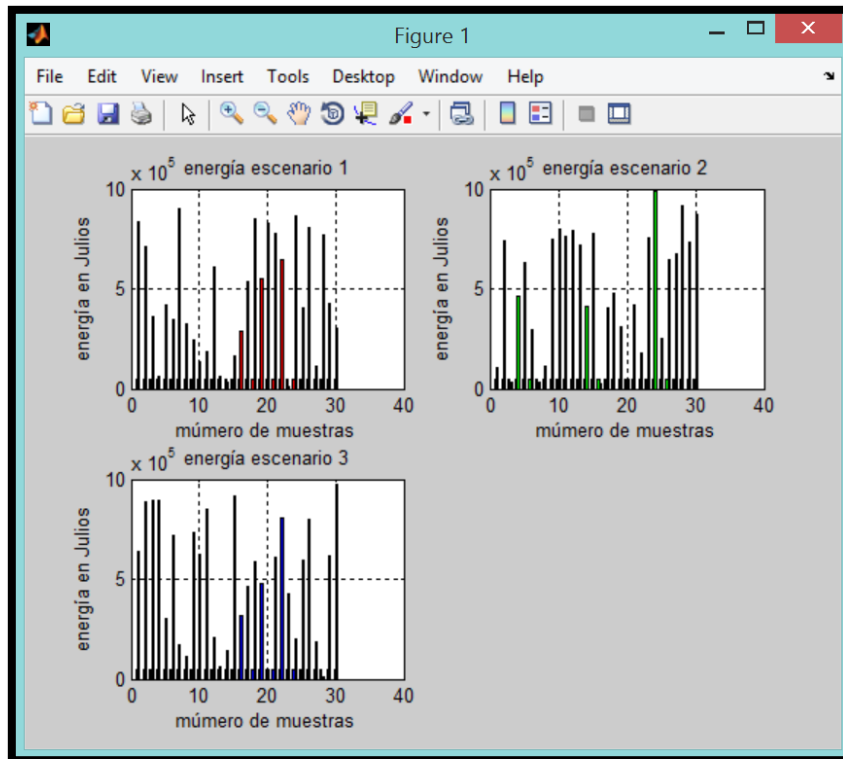 Figure 1
File Edit View Insert Tools Desktop Window Help
x 10^5 energía escenario 1
10
5
0
energía en Julios
0 10 20 30 40
múmero de muestras
x 10^5 energía escenario 2
10
5
0
energía en Julios
0 10 20 30 40
múmero de muestras
x 10^5 energía escenario 3
10
5
0
energía en Julios
0 10 20 30 40
múmero de muestras